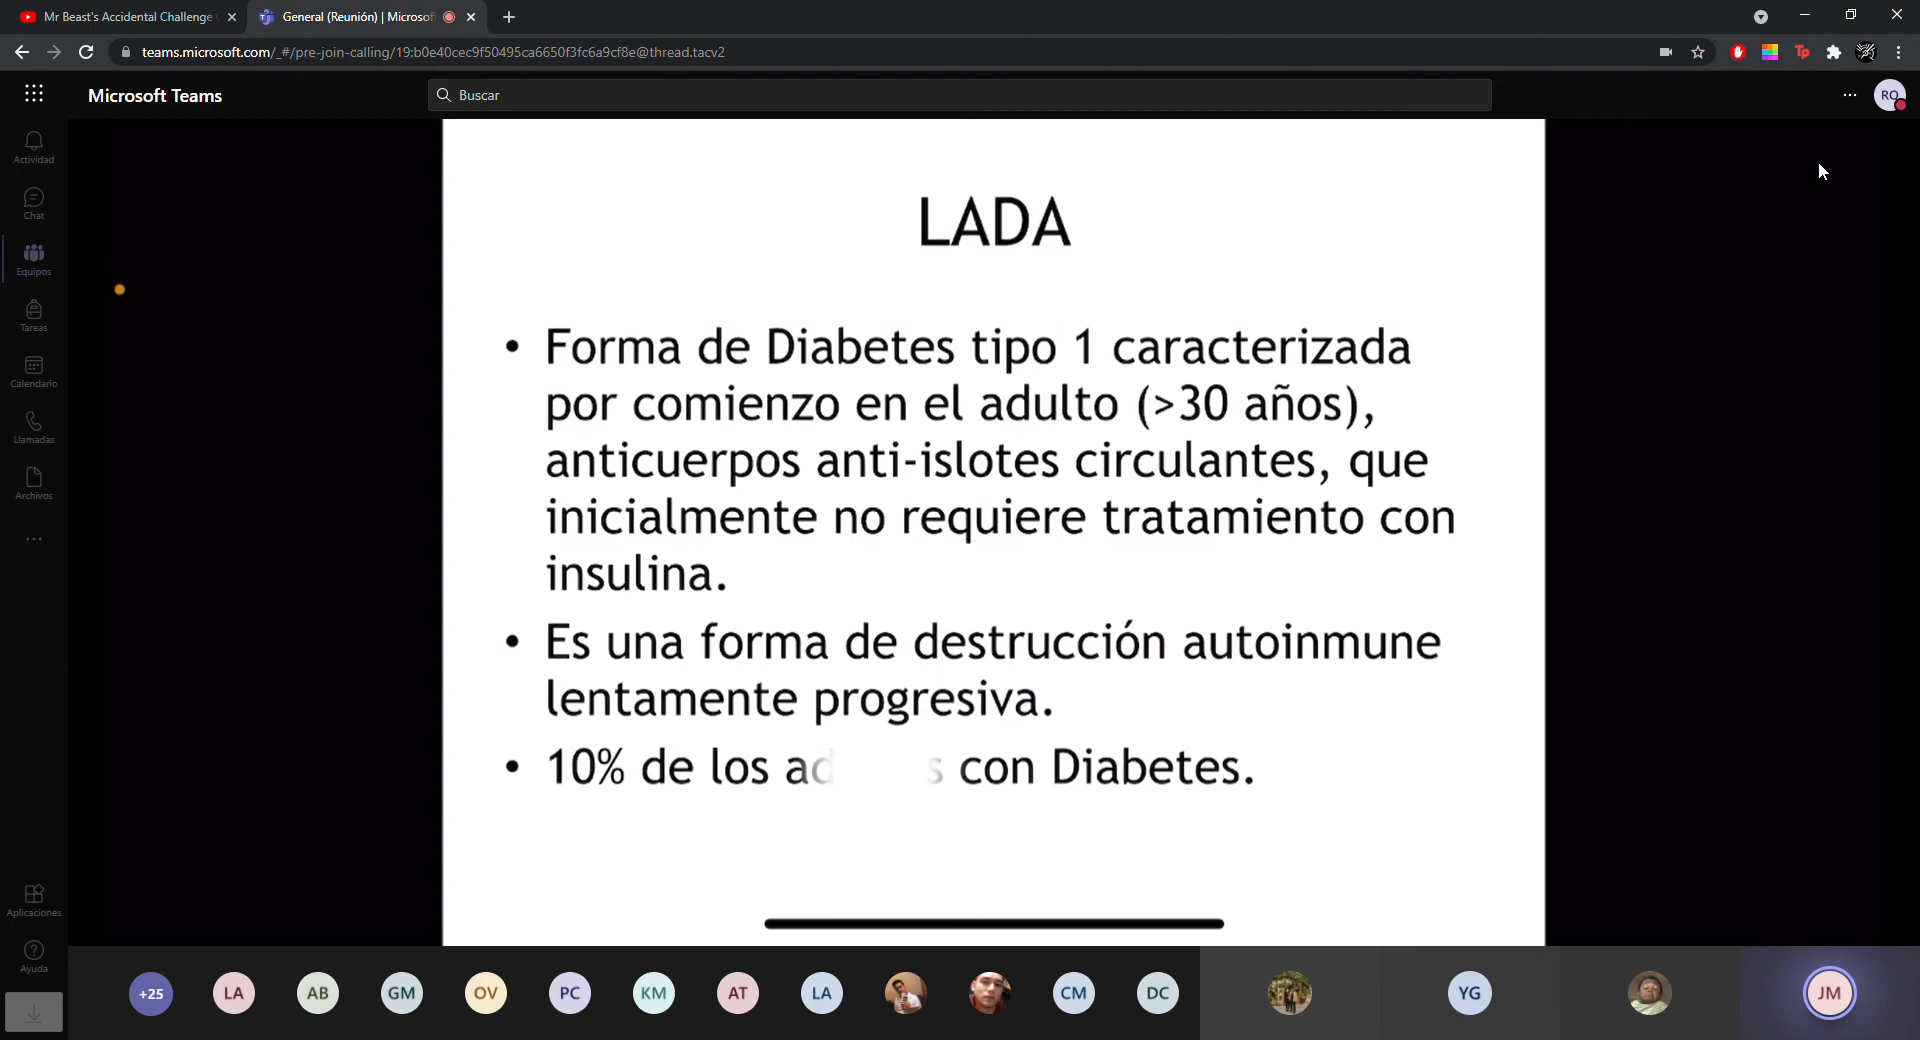 Mr Beast's Accidental Challenge
General (Reunión) | Microsof
teams.microsoft.com/_#/pre-join-calling/19:b0e40cec9f50495ca6650f3fc6a9cf8e@thread.tacv2
Microsoft Teams
Buscar
RO
Actividad
Chat
Equipos
Tareas
Calendario
Llamadas
Archivos
Aplicaciones
Ayuda
LADA
• Forma de Diabetes tipo 1 caracterizada
por comienzo en el adulto (>30 años),
anticuerpos anti-islotes circulantes, que
inicialmente no requiere tratamiento con
insulina.
• Es una forma de destrucción autoinmune
lentamente progresiva.
• 10% de los con Diabetes.
+25 LA AB GM OV PC KM AT LA CM DC YG JM